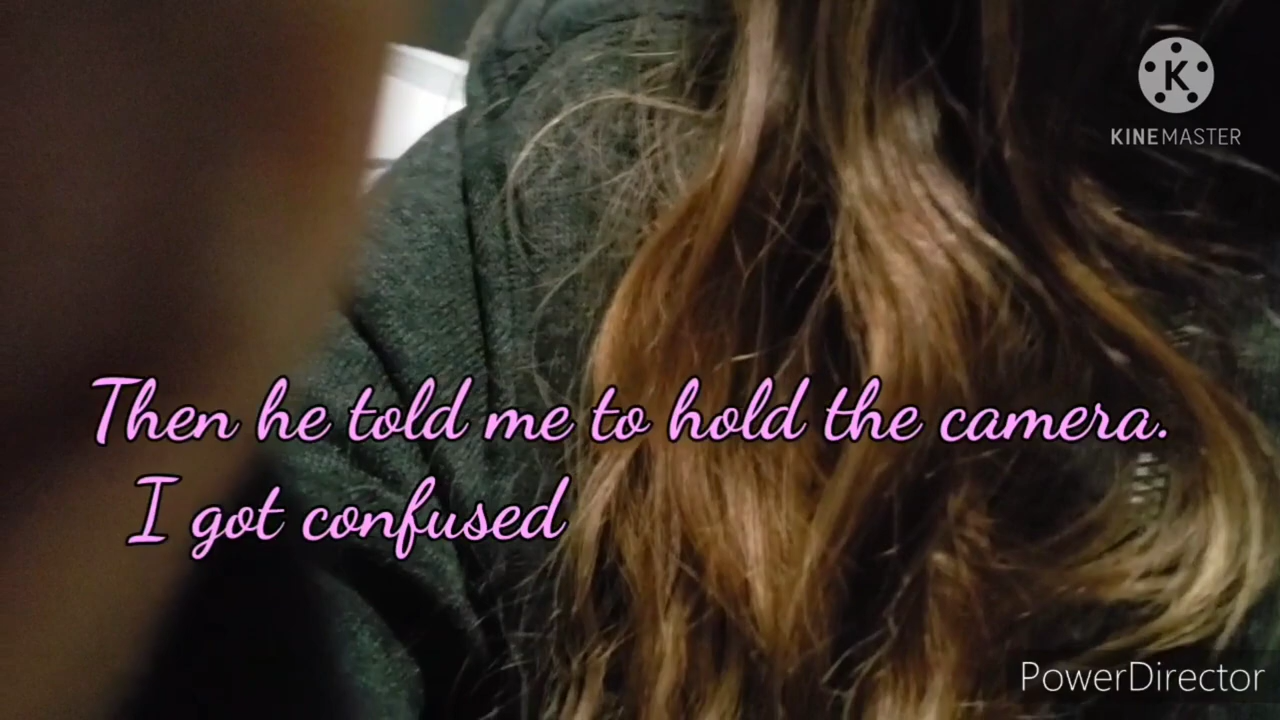 K
KINEMASTER
Then he told me to hold the camera.
I got confused
PowerDirector